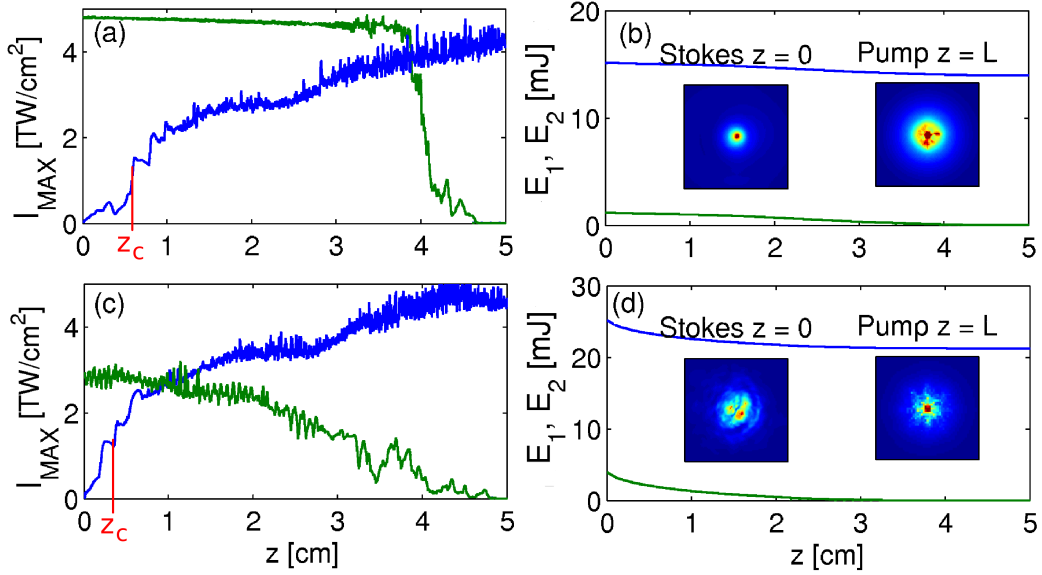 (a)
I_MAX [TW/cm²]
4
2
0
z_c
0 1 2 3 4 5
(b)
E_1, E_2 [mJ]
20
10
0
Stokes z = 0 Pump z = L
0 1 2 3 4 5
(c)
I_MAX [TW/cm²]
4
2
0
z_c
0 1 2 3 4 5
z [cm]
(d)
E_1, E_2 [mJ]
30
20
10
0
Stokes z = 0 Pump z = L
0 1 2 3 4 5
z [cm]